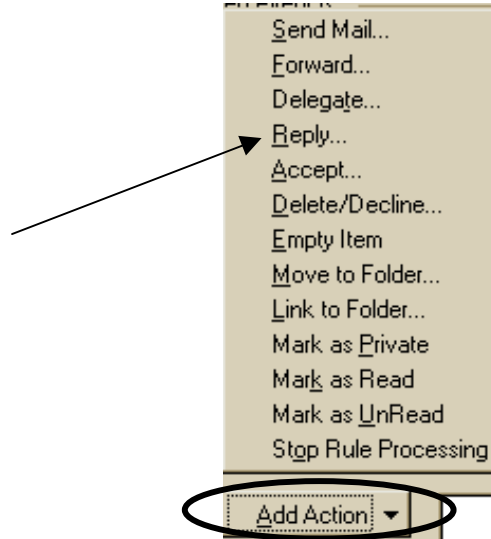 Send Mail...
Forward...
Delegate...
Reply...
Accept...
Delete/Decline...
Empty Item
Move to Folder...
Link to Folder...
Mark as Private
Mark as Read
Mark as UnRead
Stop Rule Processing
Add Action